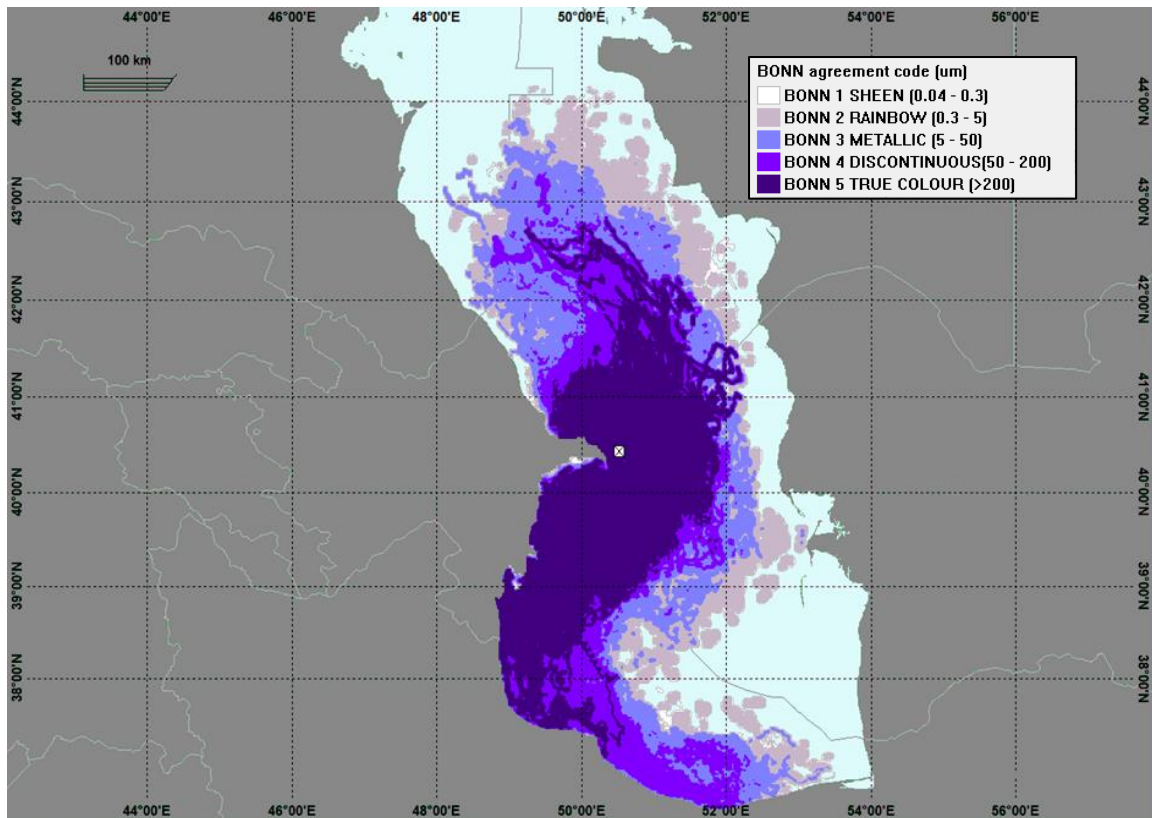 44°00'E 46°00'E 48°00'E 50°00'E 52°00'E 54°00'E 56°00'E
100 km
BONN agreement code (um)
BONN 1 SHEEN (0.04 - 0.3)
BONN 2 RAINBOW (0.3 - 5)
BONN 3 METALLIC (5 - 50)
BONN 4 DISCONTINUOUS(50 - 200)
BONN 5 TRUE COLOUR (>200)
44°00'N 44°00'N
43°00'N 43°00'N
42°00'N 42°00'N
41°00'N 41°00'N
X
40°00'N 40°00'N
39°00'N 39°00'N
38°00'N 38°00'N
44°00'E 46°00'E 48°00'E 50°00'E 52°00'E 54°00'E 56°00'E